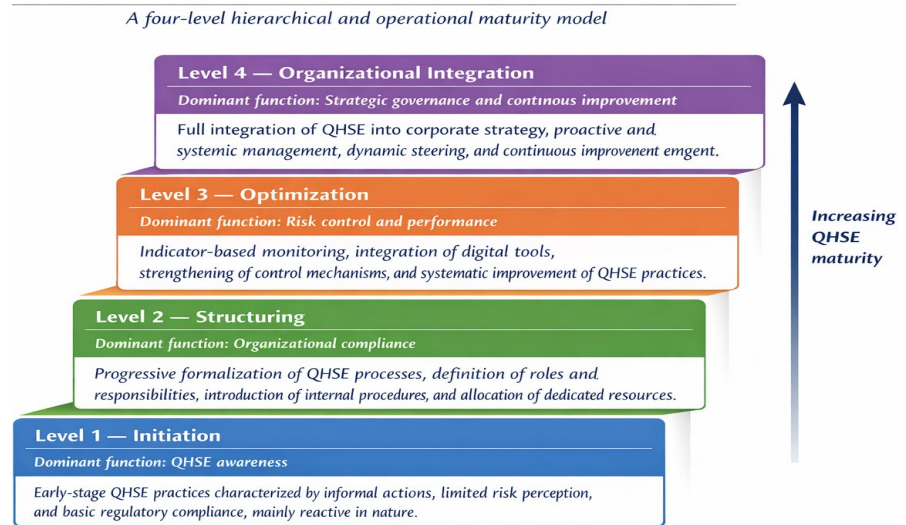 A four-level hierarchical and operational maturity model
Level 4 — Organizational Integration
Dominant function: Strategic governance and continous improvement
Full integration of QHSE into corporate strategy, proactive and
systemic management, dynamic steering, and continuous improvenent emgent.
Level 3 — Optimization
Dominant function: Risk control and performance
Indicator-based monitoring, integration of digital tools,
strengthening of control mechanisms, and systematic improvement of QHSE practices.
Level 2 — Structuring
Dominant function: Organizational compliance
Progressive formalization of QHSE processes, definition of roles and
responsibilities, introduction of internal procedures, and allocation of dedicated resources.
Level 1 — Initiation
Dominant function: QHSE awareness
Early-stage QHSE practices characterized by informal actions, limited risk perception,
and basic regulatory compliance, mainly reactive in nature.
Increasing
QHSE
maturity